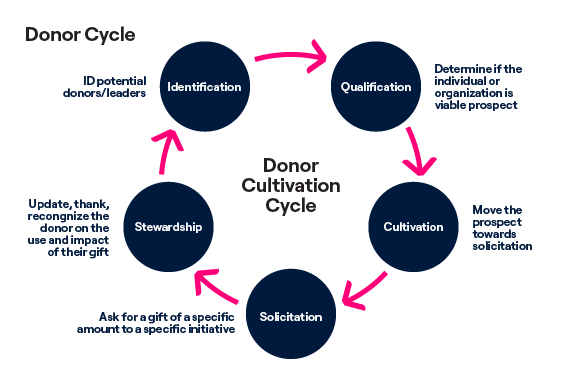 Donor Cycle
Identification
ID potential
donors/leaders
Qualification
Determine if the
individual or
organization is
viable prospect
Donor
Cultivation
Cycle
Cultivation
Move the
prospect
towards
solicitation
Solicitation
Ask for a gift of a specific
amount to a specific initiative
Stewardship
Update, thank,
recongnize the
donor on the
use and impact
of their gift